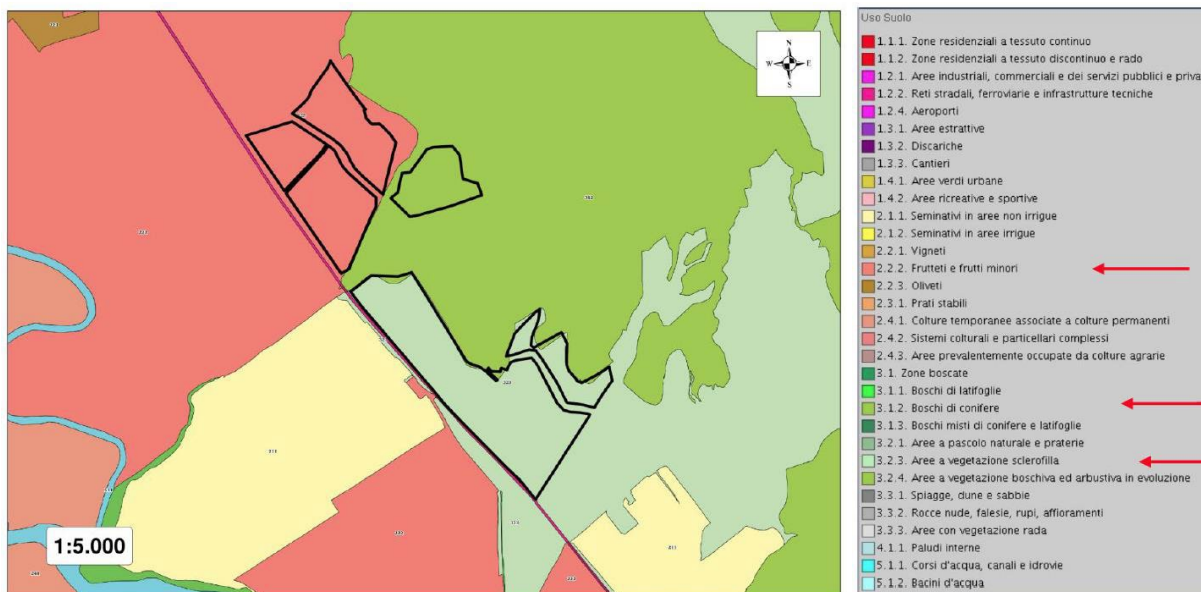 N
W
E
S
1:5.000
Uso Suolo
1.1.1. Zone residenziali a tessuto continuo
1.1.2. Zone residenziali a tessuto discontinuo e rado
1.2.1. Aree industriali, commerciali e dei servizi pubblici e priva
1.2.2. Reti stradali, ferroviarie e infrastrutture tecniche
1.2.4. Aeroporti
1.3.1. Aree estrattive
1.3.2. Discariche
1.3.3. Cantieri
1.4.1. Aree verdi urbane
1.4.2. Aree ricreative e sportive
2.1.1. Seminativi in aree non irrigue
2.1.2. Seminativi in aree irrigue
2.2.1. Vigneti
2.2.2. Frutteti e frutti minori
2.2.3. Oliveti
2.3.1. Prati stabili
2.4.1. Colture temporanee associate a colture permanenti
2.4.2. Sistemi colturali e particellari complessi
2.4.3. Aree prevalentemente occupate da colture agrarie
3.1. Zone boscate
3.1.1. Boschi di latifoglie
3.1.2. Boschi di conifere
3.1.3. Boschi misti di conifere e latifoglie
3.2.1. Aree a pascolo naturale e praterie
3.2.3. Aree a vegetazione sclerofilla
3.2.4. Aree a vegetazione boschiva ed arbustiva in evoluzione
3.3.1. Spiagge, dune e sabbie
3.3.2. Rocce nude, falesie, rupi, affioramenti
3.3.3. Aree con vegetazione rada
4.1.1. Paludi interne
5.1.1. Corsi d'acqua, canali e idrovie
5.1.2. Bacini d'acqua